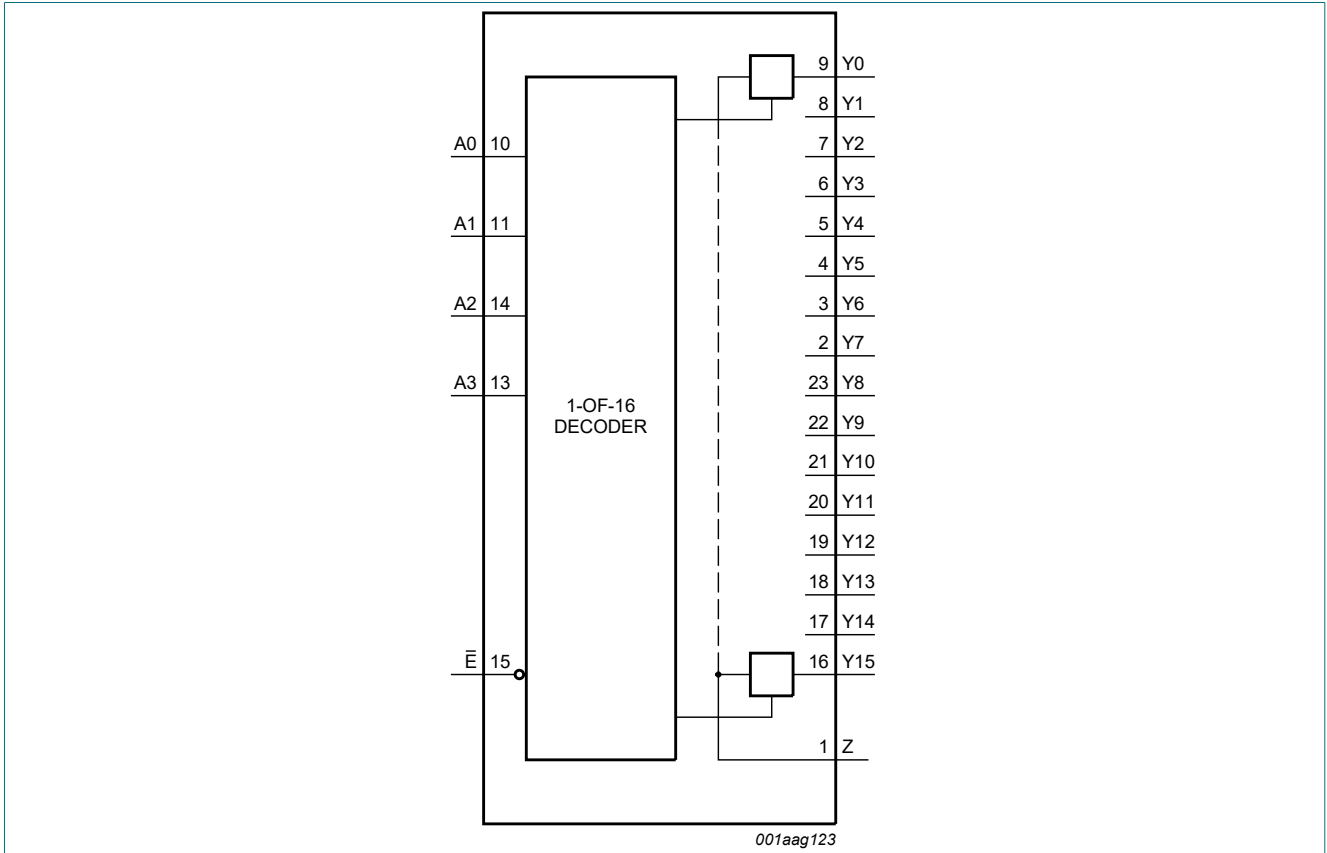 9 Y0
8 Y1
A0 10
7 Y2
6 Y3
A1 11
5 Y4
4 Y5
A2 14
3 Y6
2 Y7
A3 13
23 Y8
1-OF-16
DECODER
22 Y9
21 Y10
20 Y11
19 Y12
18 Y13
17 Y14
E̅ 15
16 Y15
1 Z
001aag123